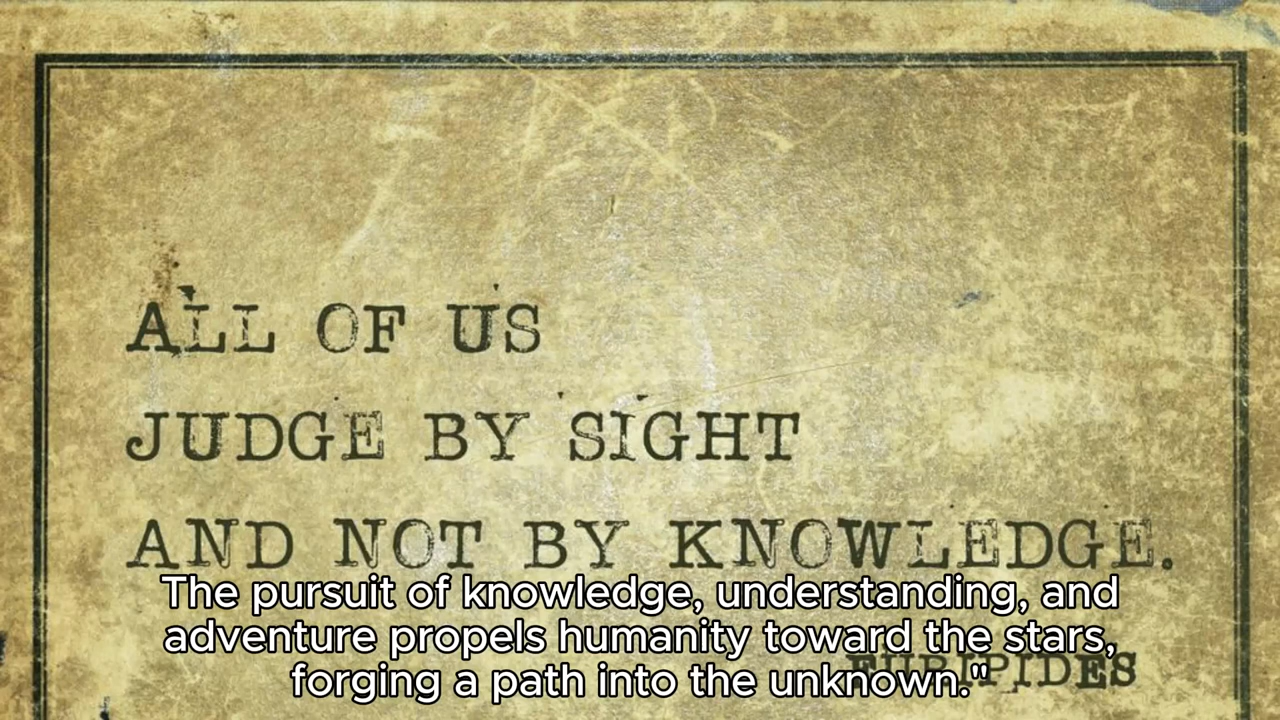 ALL OF US
JUDGE BY SIGHT
AND NOT BY KNOWLEDGE.
The pursuit of knowledge, understanding, and
adventure propels humanity toward the stars,
EURIPIDES
forging a path into the unknown."